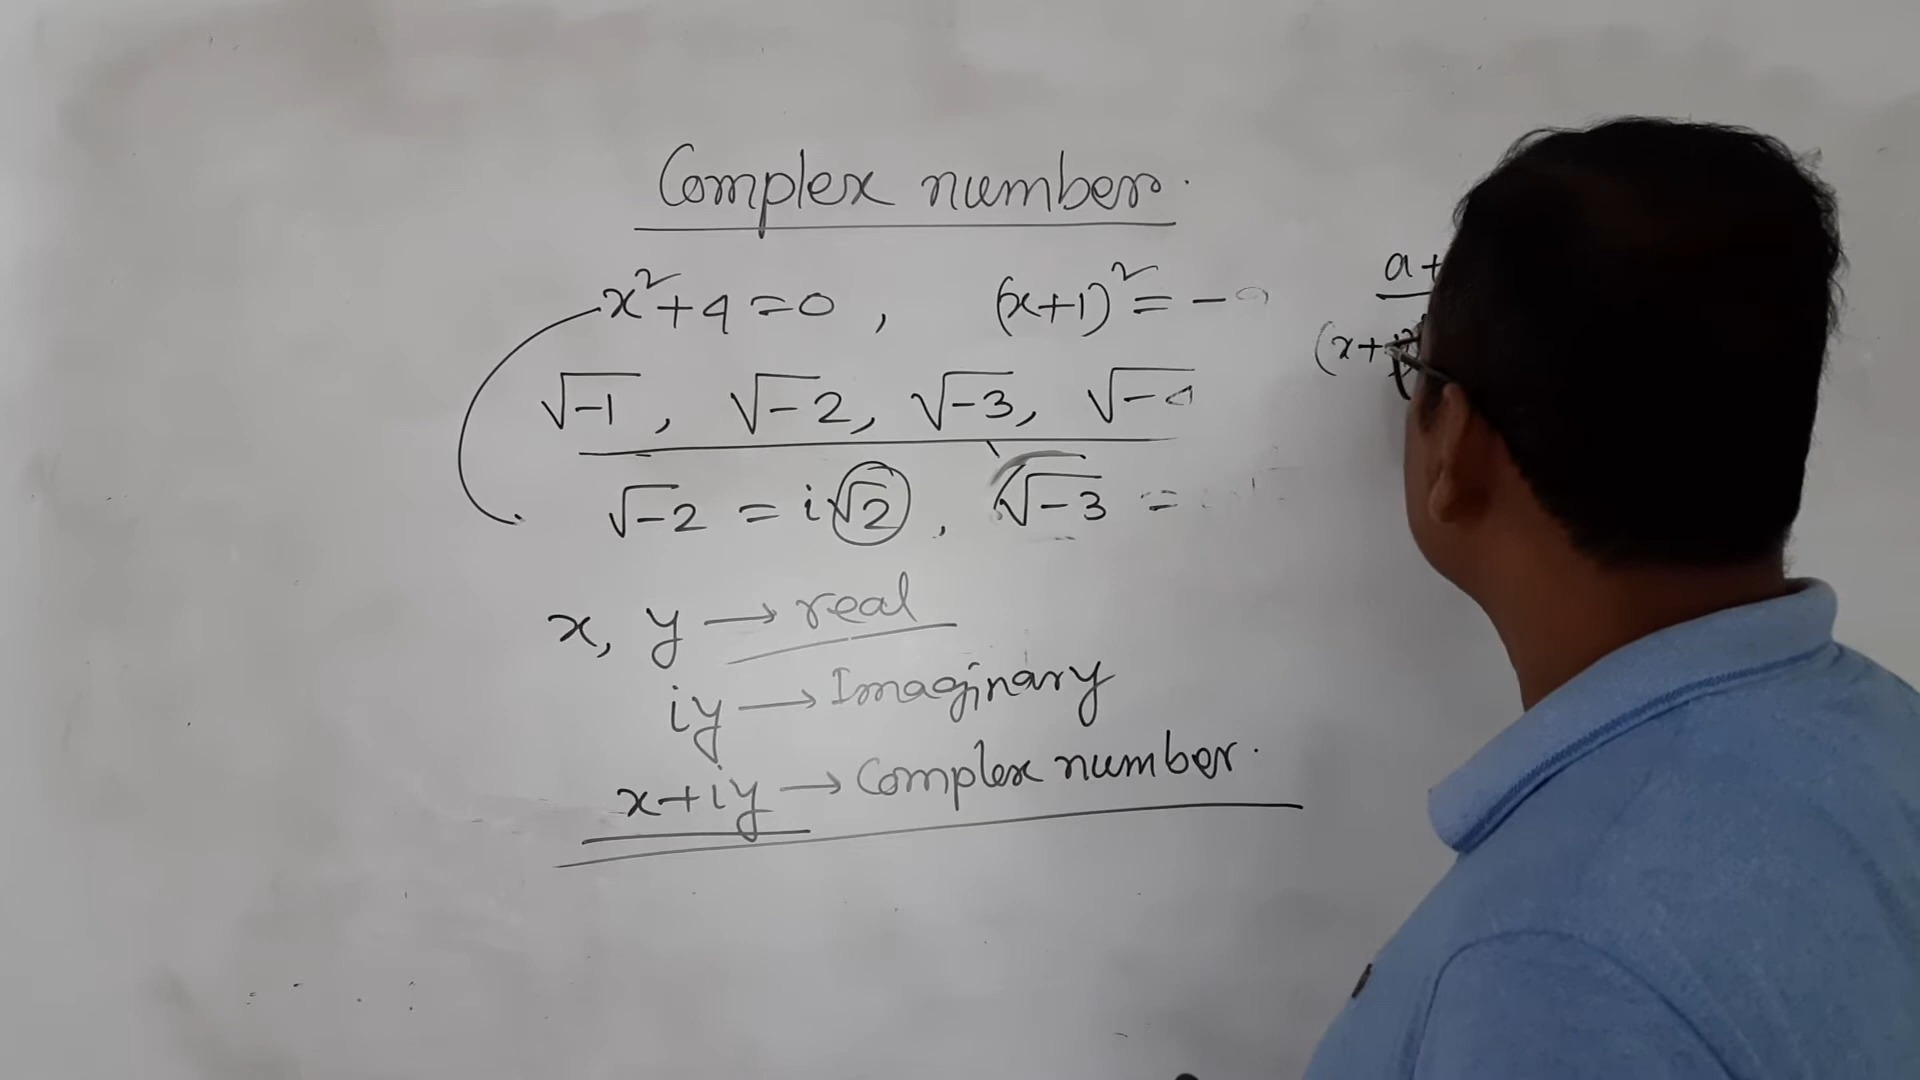 Complex number.
x²+4=0, (x+1)²=-
a+
(x+
√-1, √-2, √-3, √-
√-2 = i√2, √-3 =
x, y → real
iy → Imaginary
x+iy → Complex number.